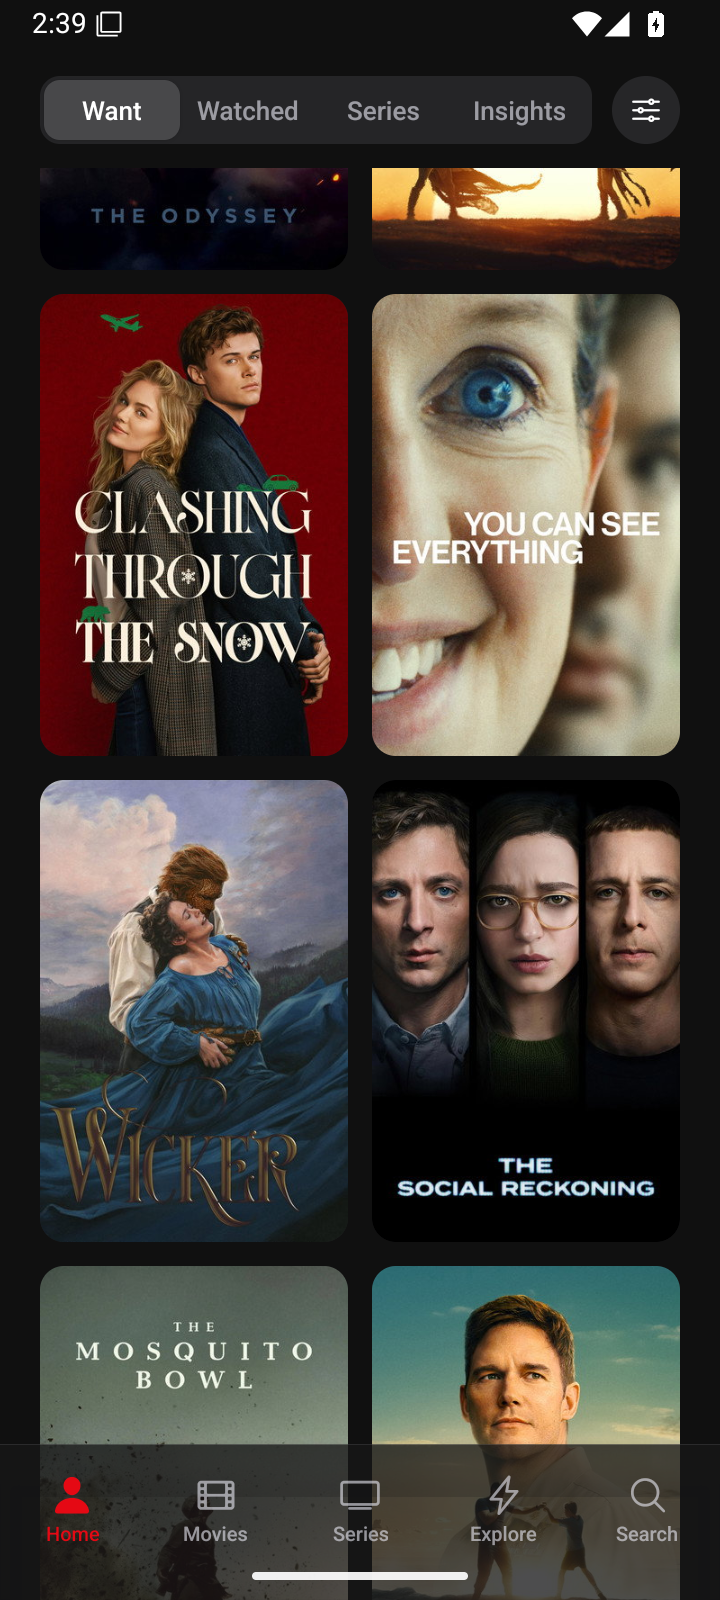 2:39
Want
Watched
Series
Insights
THE ODYSSEY
CLASHING
THROUGH
THE SNOW
YOU CAN SEE
EVERYTHING
WICKER
THE
SOCIAL RECKONING
THE
MOSQUITO
BOWL
Home
Movies
Series
Explore
Search